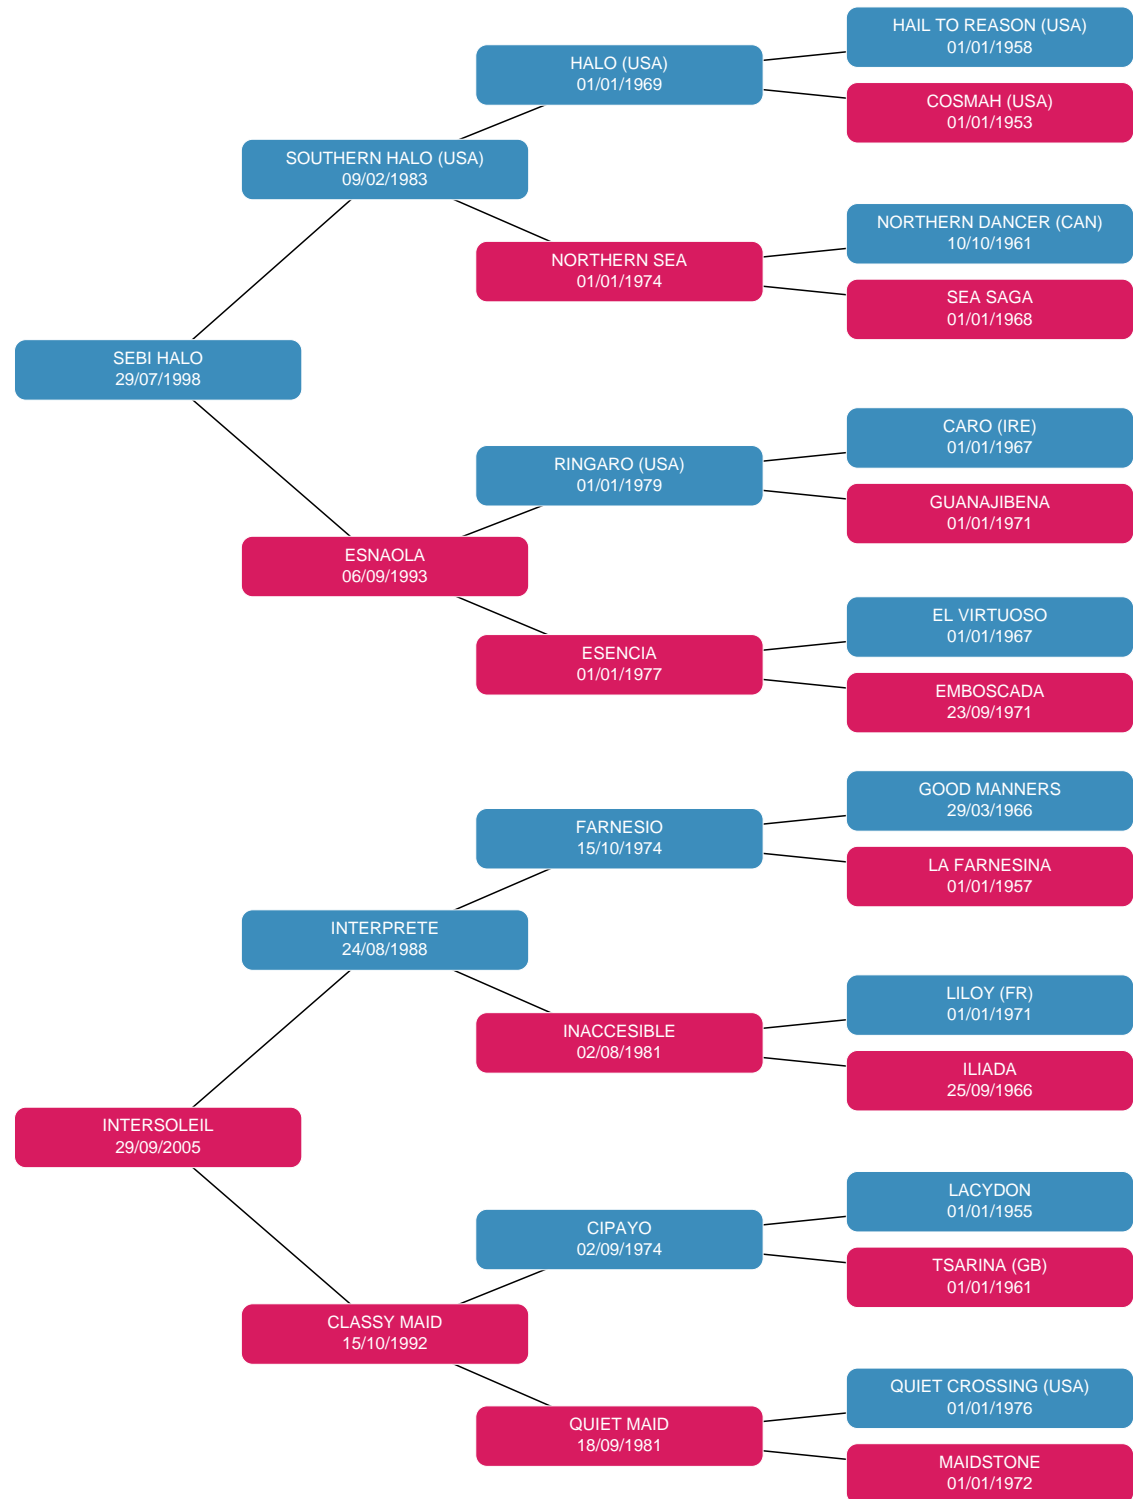 HAIL TO REASON (USA)
01/01/1958
HALO (USA)
01/01/1969
COSMAH (USA)
01/01/1953
SOUTHERN HALO (USA)
09/02/1983
NORTHERN DANCER (CAN)
10/10/1961
NORTHERN SEA
01/01/1974
SEA SAGA
01/01/1968
SEBI HALO
29/07/1998
CARO (IRE)
01/01/1967
RINGARO (USA)
01/01/1979
GUANAJIBENA
01/01/1971
ESNAOLA
06/09/1993
EL VIRTUOSO
01/01/1967
ESENCIA
01/01/1977
EMBOSCADA
23/09/1971
GOOD MANNERS
29/03/1966
FARNESIO
15/10/1974
LA FARNESINA
01/01/1957
INTERPRETE
24/08/1988
LILOY (FR)
01/01/1971
INACCESIBLE
02/08/1981
ILIADA
25/09/1966
INTERSOLEIL
29/09/2005
LACYDON
01/01/1955
CIPAYO
02/09/1974
TSARINA (GB)
01/01/1961
CLASSY MAID
15/10/1992
QUIET CROSSING (USA)
01/01/1976
QUIET MAID
18/09/1981
MAIDSTONE
01/01/1972